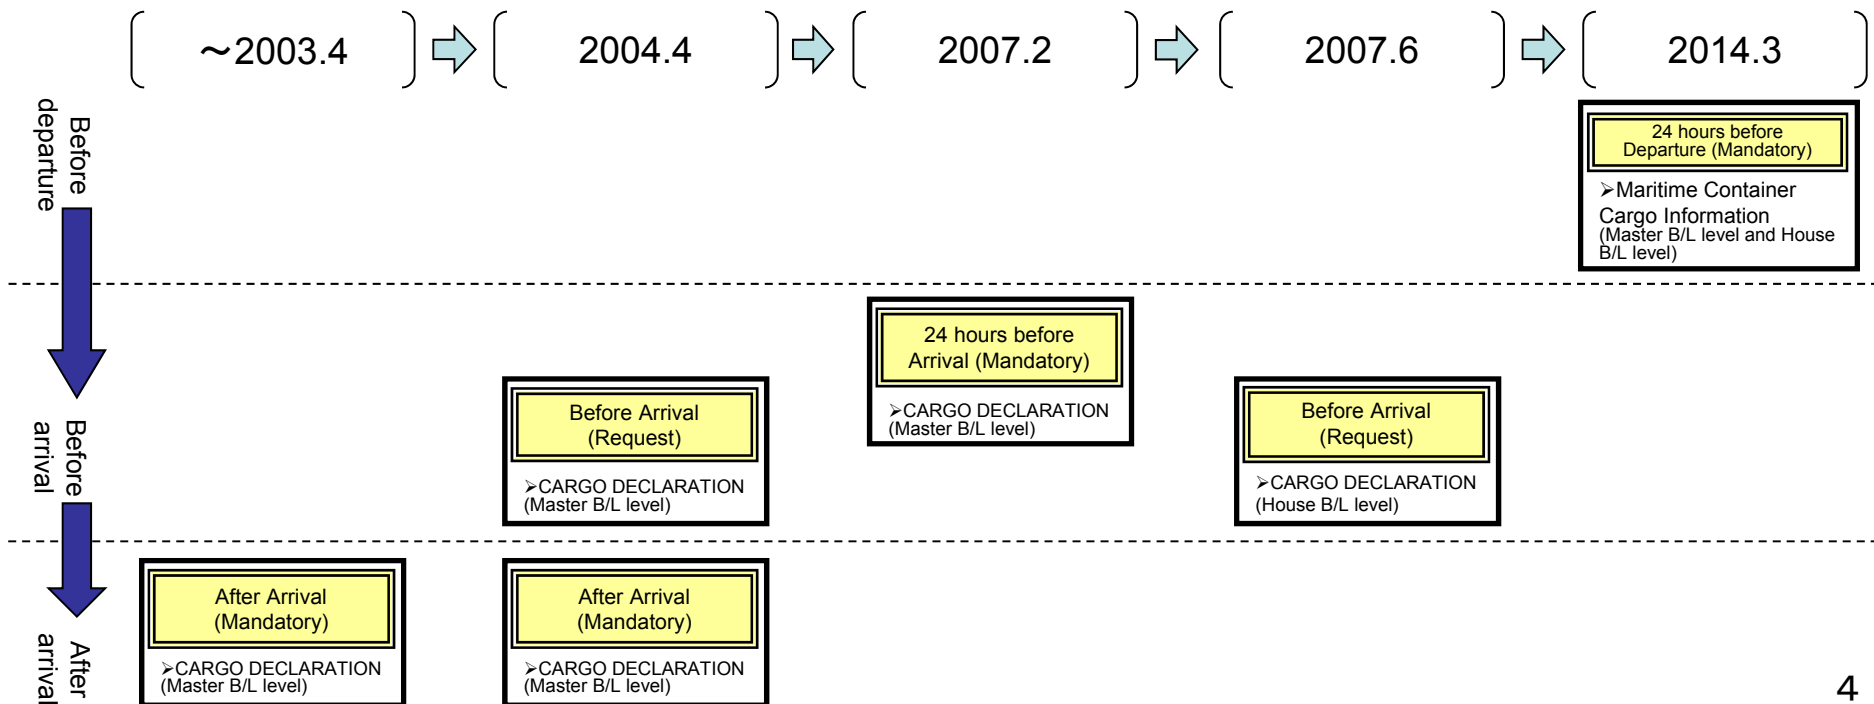 ～2003.4
2004.4
2007.2
2007.6
2014.3
Before
departure
24 hours before
Departure (Mandatory)
➢Maritime Container
Cargo Information
(Master B/L level and House
B/L level)
Before
arrival
Before Arrival
(Request)
➢CARGO DECLARATION
(Master B/L level)
24 hours before
Arrival (Mandatory)
➢CARGO DECLARATION
(Master B/L level)
Before Arrival
(Request)
➢CARGO DECLARATION
(House B/L level)
After
arrival
After Arrival
(Mandatory)
➢CARGO DECLARATION
(Master B/L level)
After Arrival
(Mandatory)
➢CARGO DECLARATION
(Master B/L level)
4